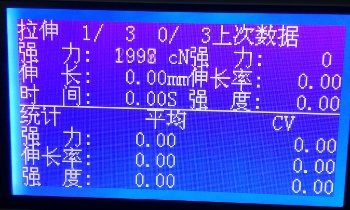 拉伸 1/ 3 0/ 3上次数据
强 力: 1998 cN强 力: 0
伸 长: 0.00mm伸长率: 0.00
时 间: 0.00S 强 度: 0.00
统计 平均 CV
强 力: 0.00 0.00
伸长率: 0.00 0.00
强 度: 0.00 0.00